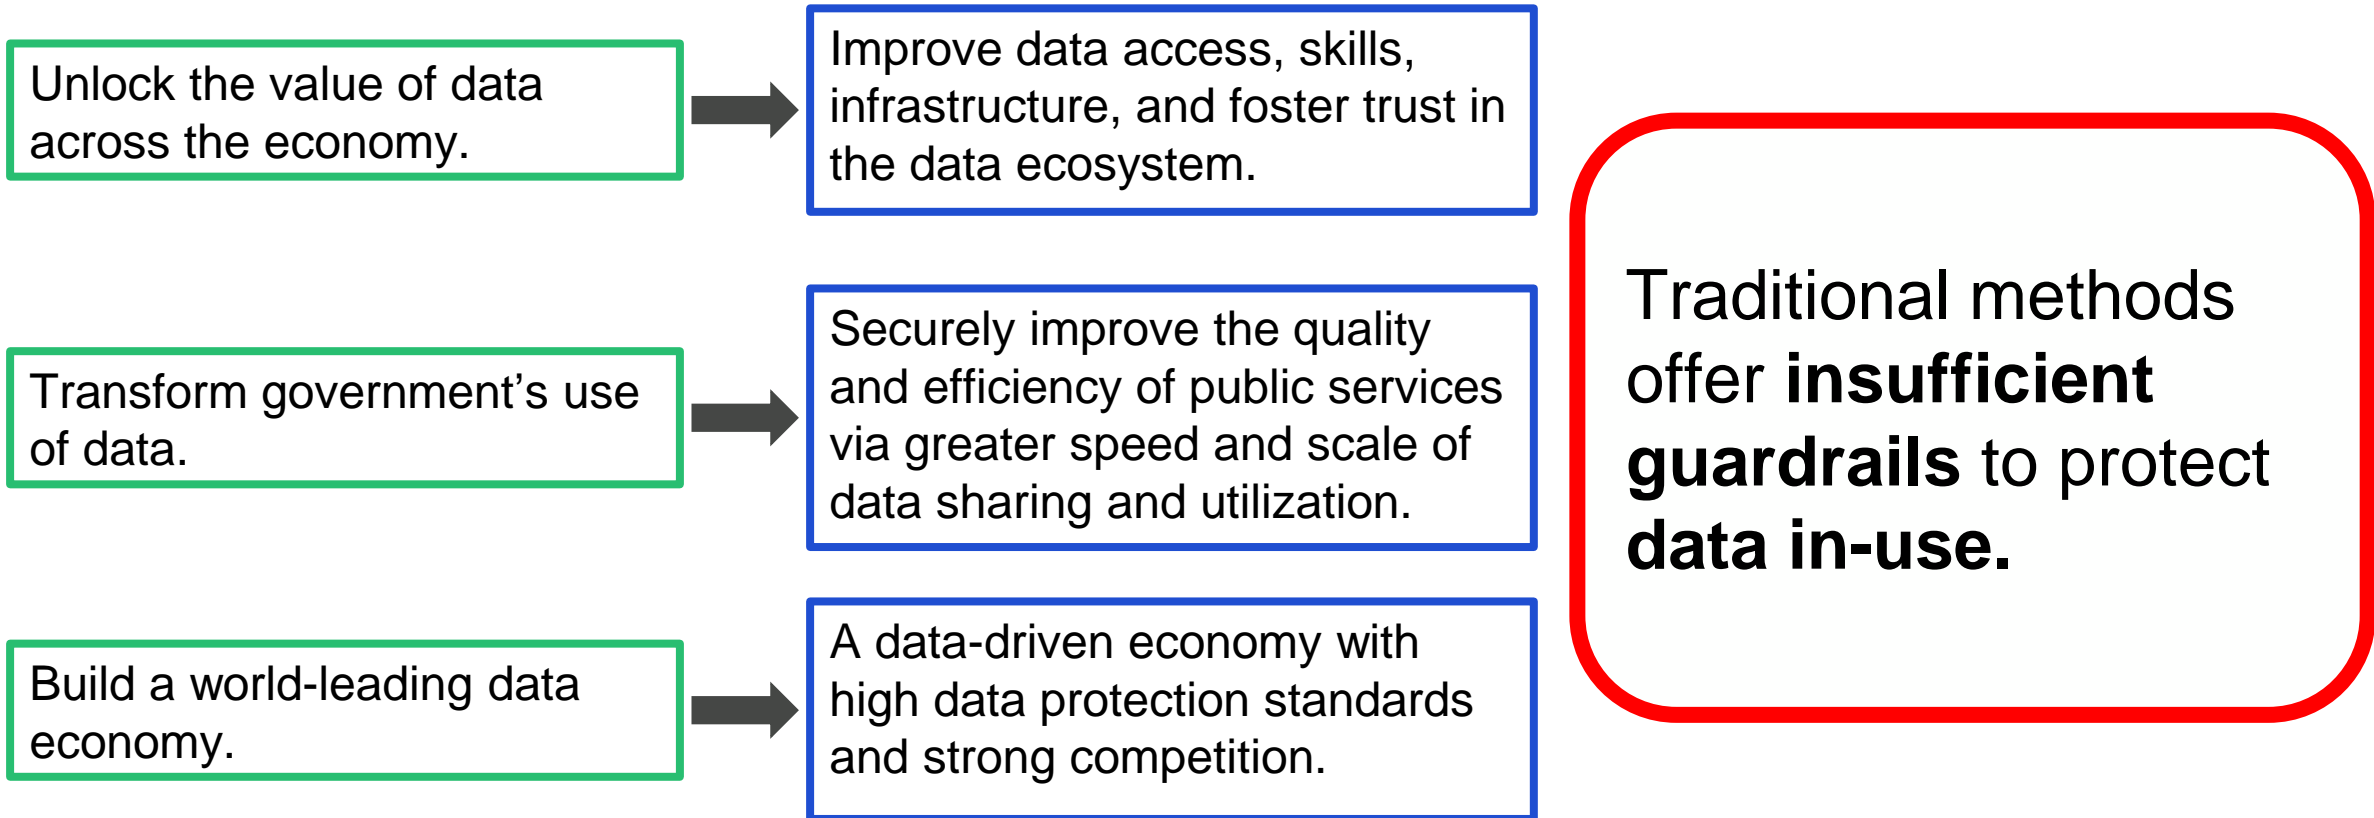 Unlock the value of data
across the economy.
Improve data access, skills,
infrastructure, and foster trust in
the data ecosystem.
Transform government’s use
of data.
Securely improve the quality
and efficiency of public services
via greater speed and scale of
data sharing and utilization.
Build a world-leading data
economy.
A data-driven economy with
high data protection standards
and strong competition.
Traditional methods
offer insufficient
guardrails to protect
data in-use.